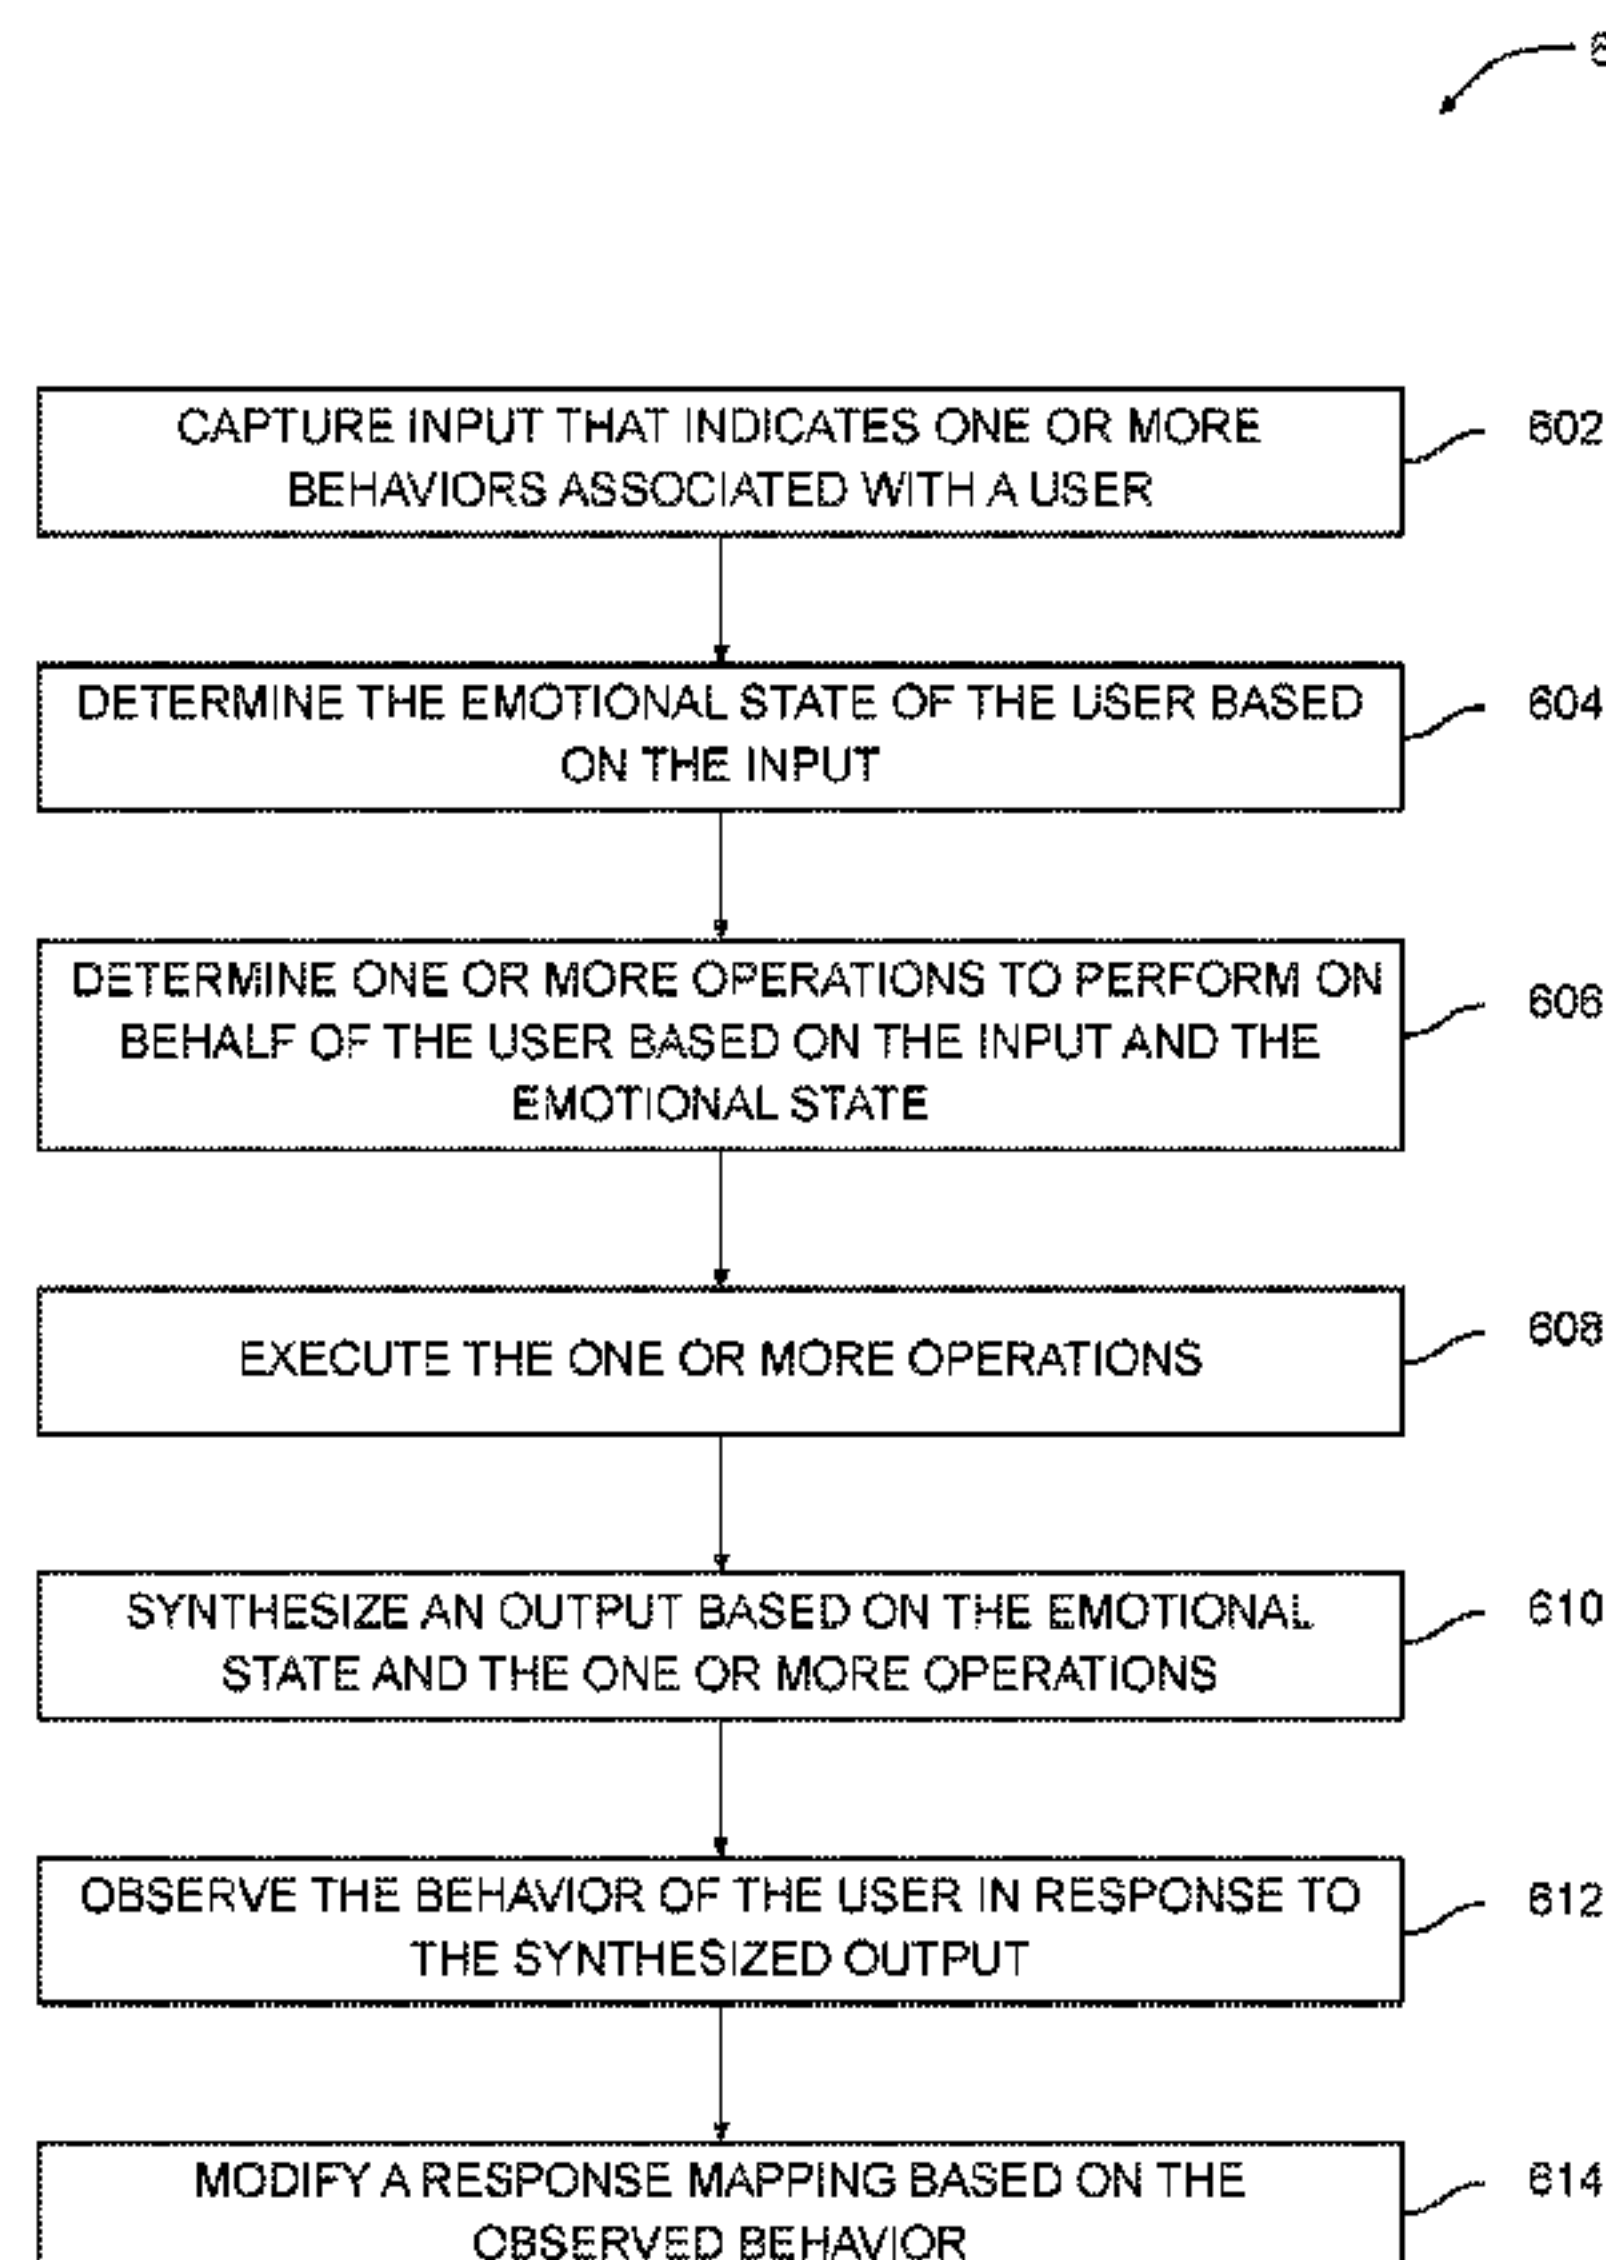 CAPTURE INPUT THAT INDICATES ONE OR MORE
BEHAVIORS ASSOCIATED WITH A USER
602
DETERMINE THE EMOTIONAL STATE OF THE USER BASED
ON THE INPUT
604
DETERMINE ONE OR MORE OPERATIONS TO PERFORM ON
BEHALF OF THE USER BASED ON THE INPUT AND THE
EMOTIONAL STATE
606
EXECUTE THE ONE OR MORE OPERATIONS
608
SYNTHESIZE AN OUTPUT BASED ON THE EMOTIONAL
STATE AND THE ONE OR MORE OPERATIONS
610
OBSERVE THE BEHAVIOR OF THE USER IN RESPONSE TO
THE SYNTHESIZED OUTPUT
612
MODIFY A RESPONSE MAPPING BASED ON THE
OBSERVED BEHAVIOR
614